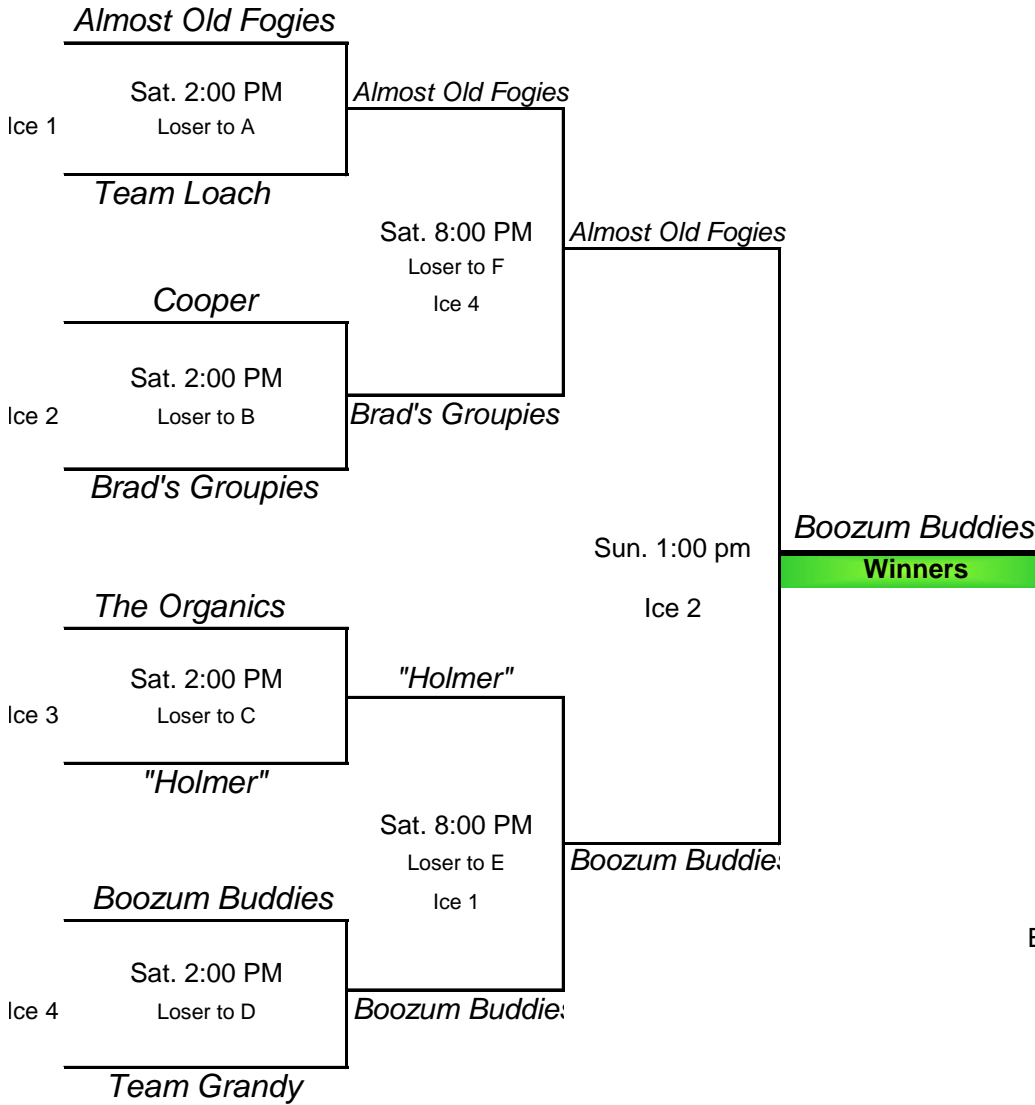 Almost Old Fogies
Sat. 2:00 PM
Ice 1
Loser to A
Team Loach
Almost Old Fogies
Sat. 8:00 PM
Loser to F
Ice 4
Almost Old Fogies
Cooper
Sat. 2:00 PM
Ice 2
Loser to B
Brad's Groupies
Brad's Groupies
Sun. 1:00 pm
Ice 2
Boozum Buddies
Winners
The Organics
Sat. 2:00 PM
Ice 3
Loser to C
"Holmer"
"Holmer"
Sat. 8:00 PM
Loser to E
Ice 1
Boozum Buddies
Boozum Buddies
Sat. 2:00 PM
Ice 4
Loser to D
Boozum Buddies
Team Grandy